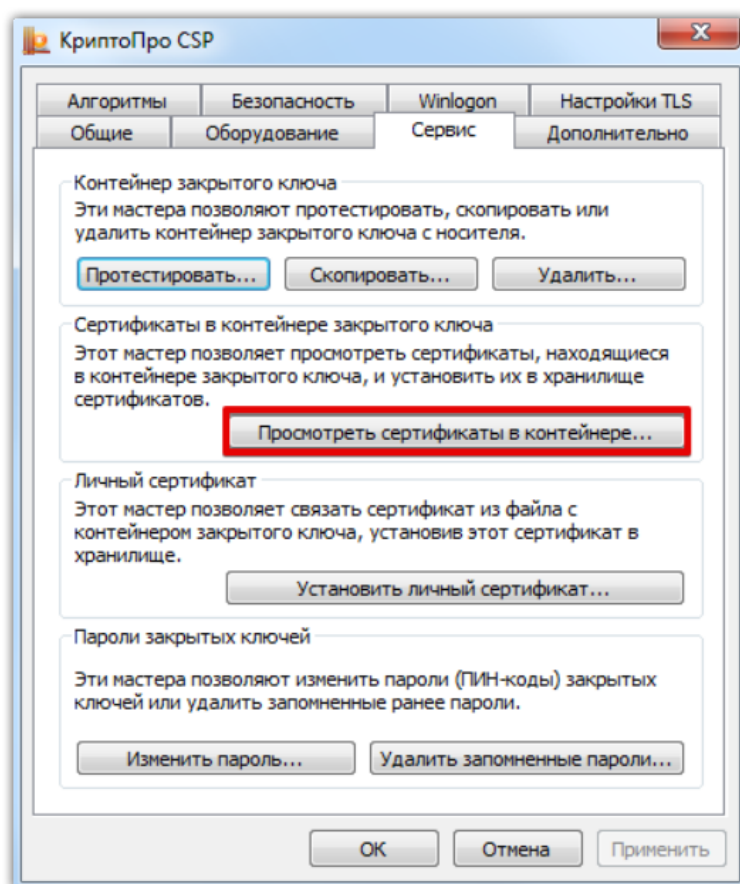 КриптоПро CSP
Алгоритмы Безопасность Winlogon Настройки TLS
Общие Оборудование Сервис Дополнительно
Контейнер закрытого ключа
Эти мастера позволяют протестировать, скопировать или
удалить контейнер закрытого ключа с носителя.
Протестировать... Скопировать... Удалить...
Сертификаты в контейнере закрытого ключа
Этот мастер позволяет просмотреть сертификаты, находящиеся
в контейнере закрытого ключа, и установить их в хранилище
сертификатов.
Просмотреть сертификаты в контейнере...
Личный сертификат
Этот мастер позволяет связать сертификат из файла с
контейнером закрытого ключа, установив этот сертификат в
хранилище.
Установить личный сертификат...
Пароли закрытых ключей
Эти мастера позволяют изменить пароли (ПИН-коды) закрытых
ключей или удалить запомненные ранее пароли.
Изменить пароль... Удалить запомненные пароли...
ОК Отмена Применить